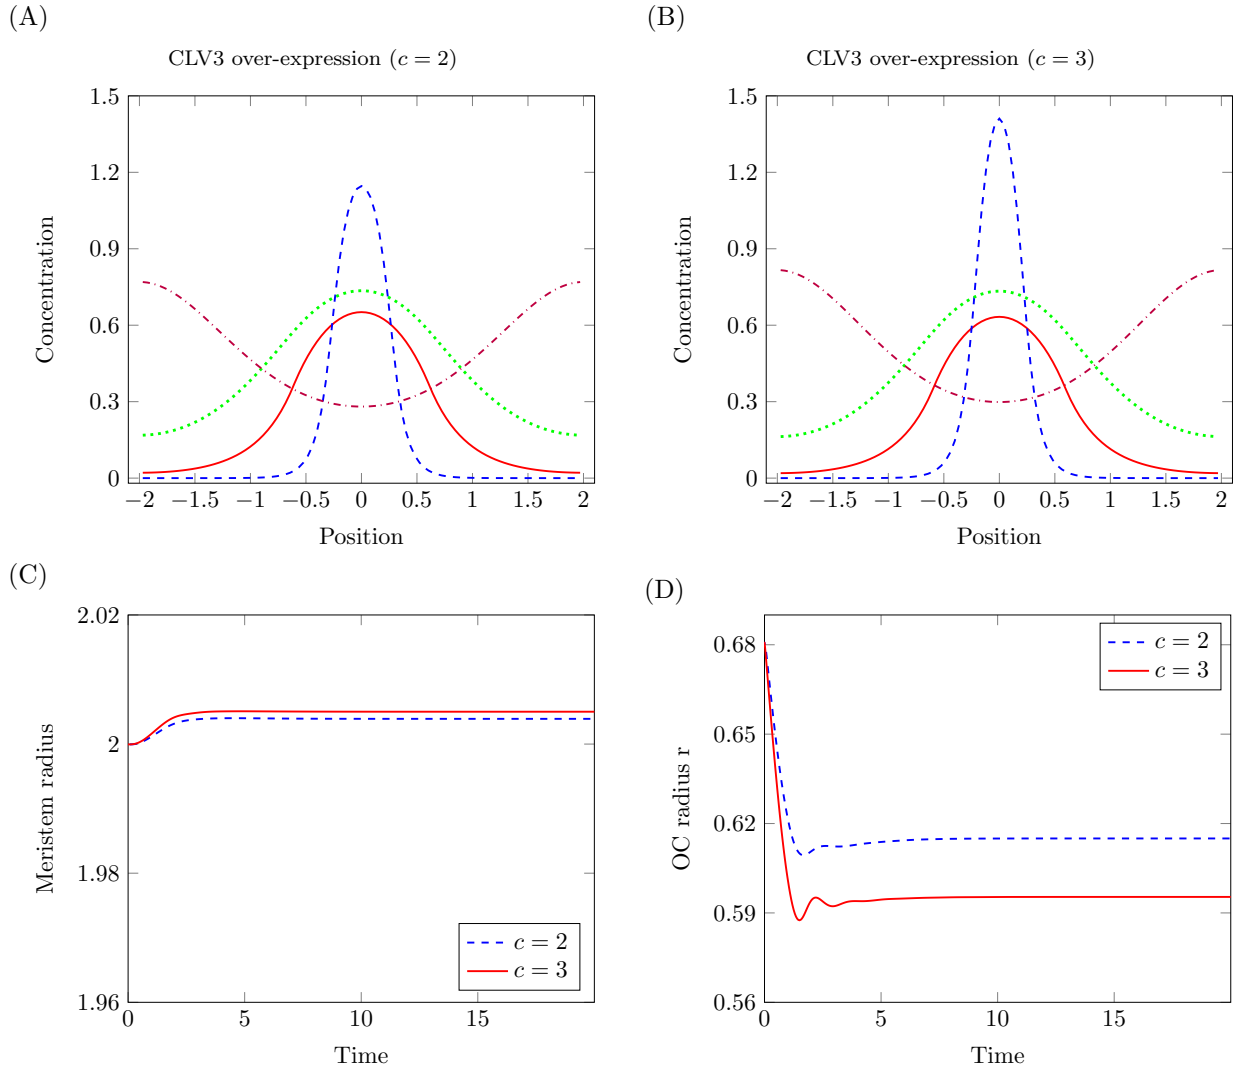 (A)
CLV3 over-expression (c = 2)
1.5
1.2
0.9
0.6
0.3
0
Concentration
−2 −1.5 −1 −0.5 0 0.5 1 1.5 2
Position
(B)
CLV3 over-expression (c = 3)
1.5
1.2
0.9
0.6
0.3
0
Concentration
−2 −1.5 −1 −0.5 0 0.5 1 1.5 2
Position
(C)
2.02
2
1.98
1.96
Meristem radius
c = 2
c = 3
0 5 10 15
Time
(D)
0.68
0.65
0.62
0.59
0.56
OC radius r
c = 2
c = 3
0 5 10 15
Time